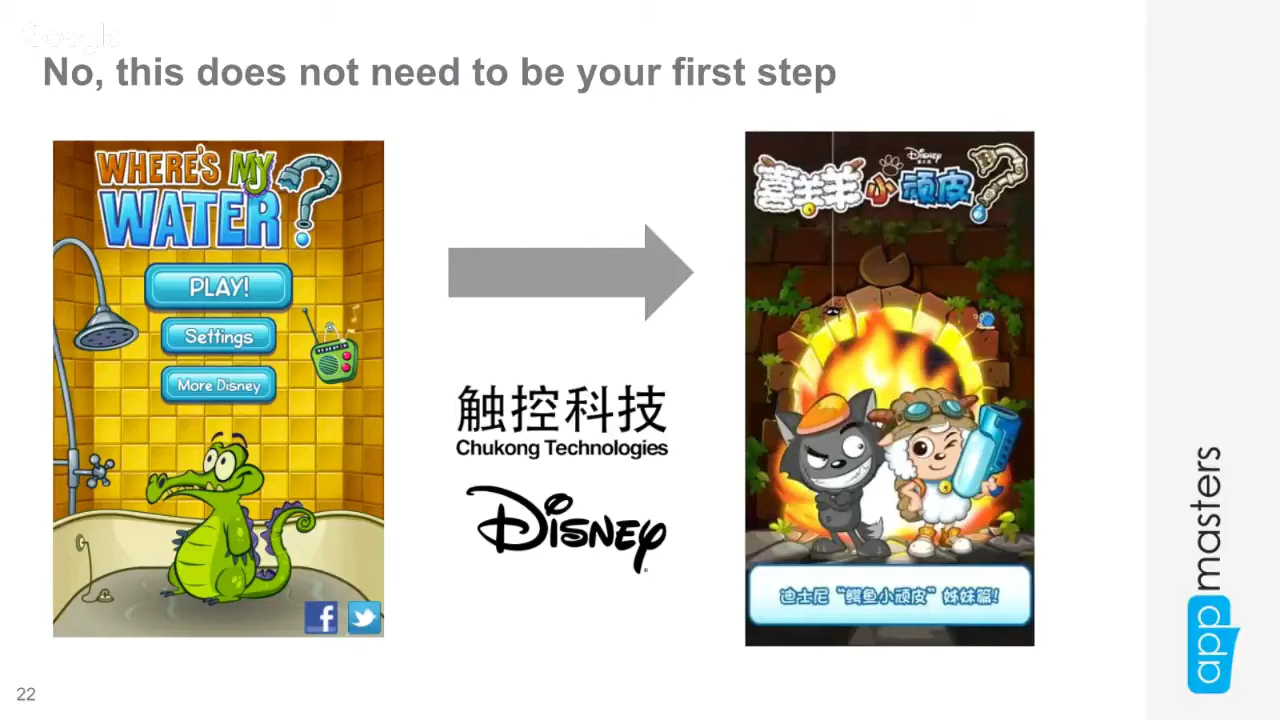 Google
No, this does not need to be your first step
WHERE'S MY
WATER?
PLAY!
Settings
More Disney
触控科技
Chukong Technologies
Disney
Disney
喜羊羊小顽皮?
迪士尼“鳄鱼小顽皮”姊妹篇!
app masters
22